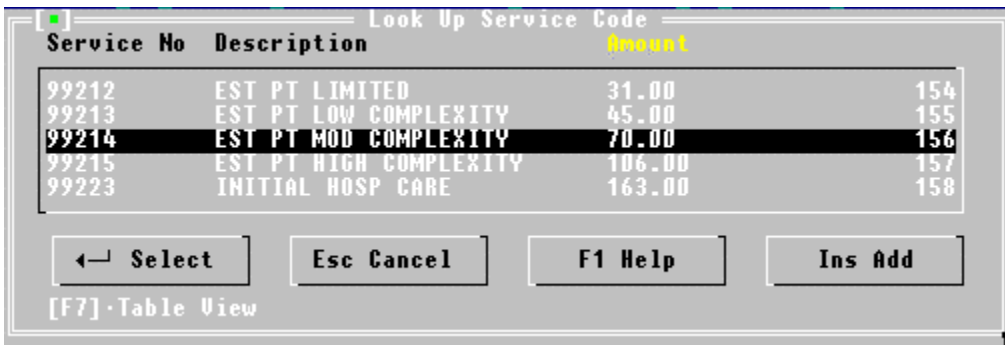 [■] Look Up Service Code
Service No Description Amount
99212 EST PT LIMITED 31.00 154
99213 EST PT LOW COMPLEXITY 45.00 155
99214 EST PT MOD COMPLEXITY 70.00 156
99215 EST PT HIGH COMPLEXITY 106.00 157
99223 INITIAL HOSP CARE 163.00 158
◄─┘ Select Esc Cancel F1 Help Ins Add
[F7]·Table View